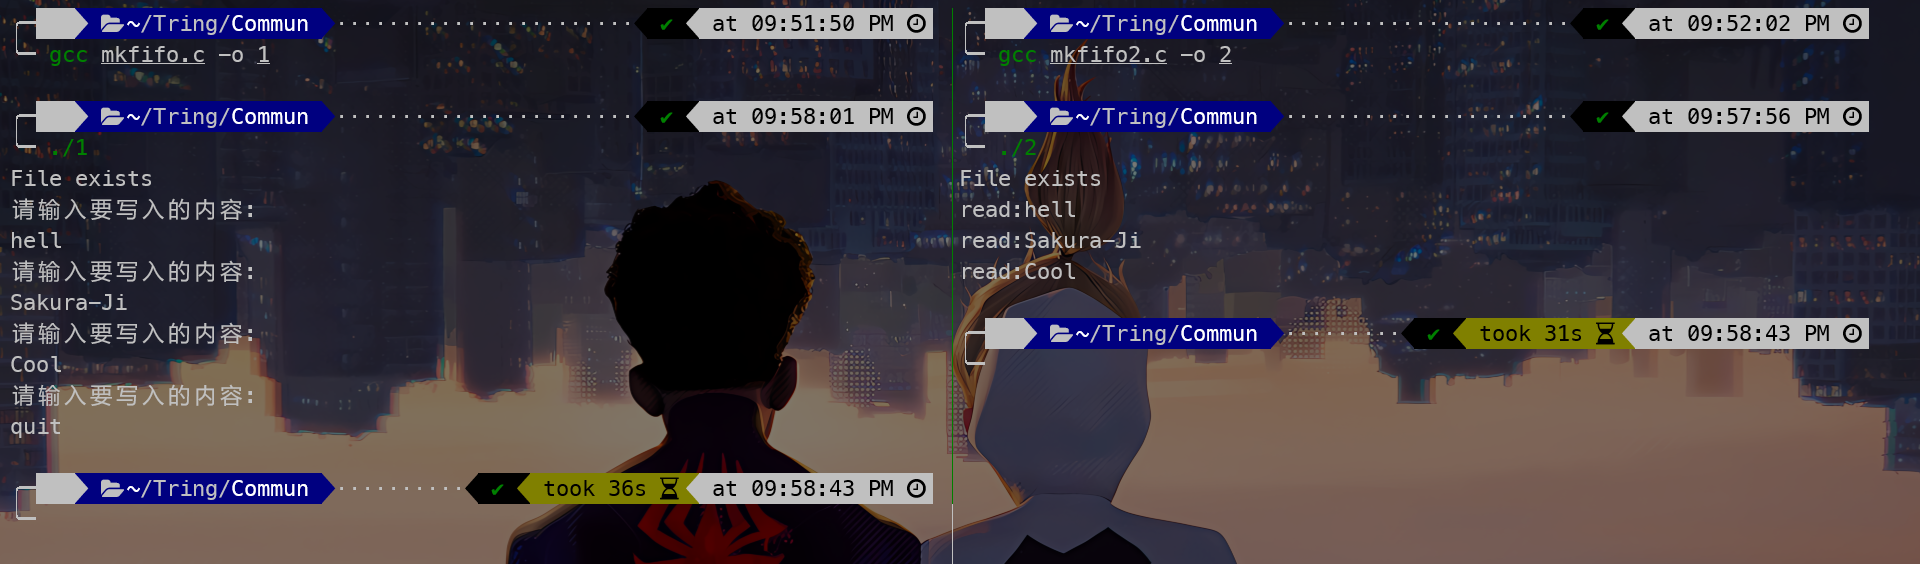 ~/Tring/Commun ✔ at 09:51:50 PM
gcc mkfifo.c -o 1
~/Tring/Commun ✔ at 09:58:01 PM
./1
File exists
请输入要写入的内容:
hell
请输入要写入的内容:
Sakura-Ji
请输入要写入的内容:
Cool
请输入要写入的内容:
quit
~/Tring/Commun ✔ took 36s at 09:58:43 PM
~/Tring/Commun ✔ at 09:52:02 PM
gcc mkfifo2.c -o 2
~/Tring/Commun ✔ at 09:57:56 PM
./2
File exists
read:hell
read:Sakura-Ji
read:Cool
~/Tring/Commun ✔ took 31s at 09:58:43 PM